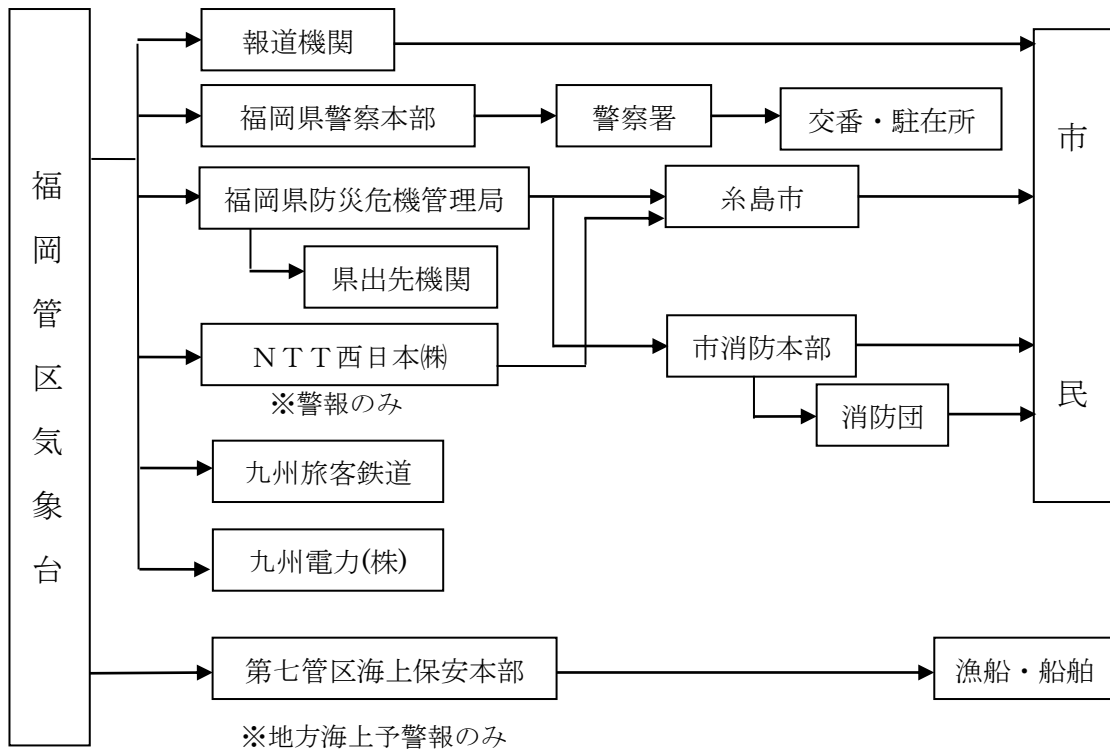 福岡管区気象台
報道機関
福岡県警察本部
警察署
交番・駐在所
福岡県防災危機管理局
糸島市
県出先機関
ＮＴＴ西日本㈱
※警報のみ
市消防本部
消防団
九州旅客鉄道
九州電力(株)
市民
第七管区海上保安本部
漁船・船舶
※地方海上予警報のみ